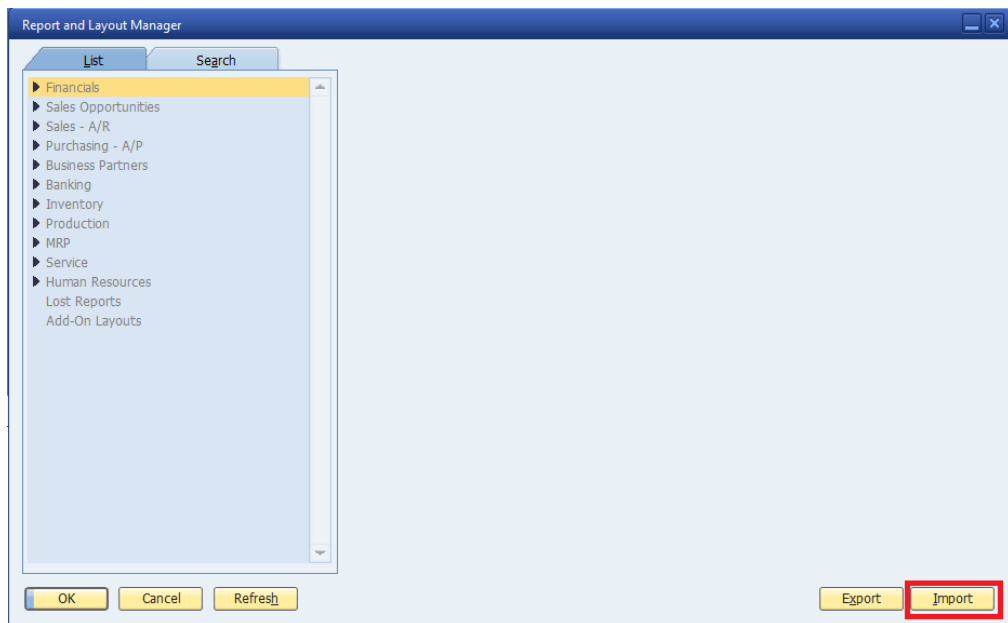 Report and Layout Manager
List Search
Financials
Sales Opportunities
Sales - A/R
Purchasing - A/P
Business Partners
Banking
Inventory
Production
MRP
Service
Human Resources
Lost Reports
Add-On Layouts
OK Cancel Refresh Export Import